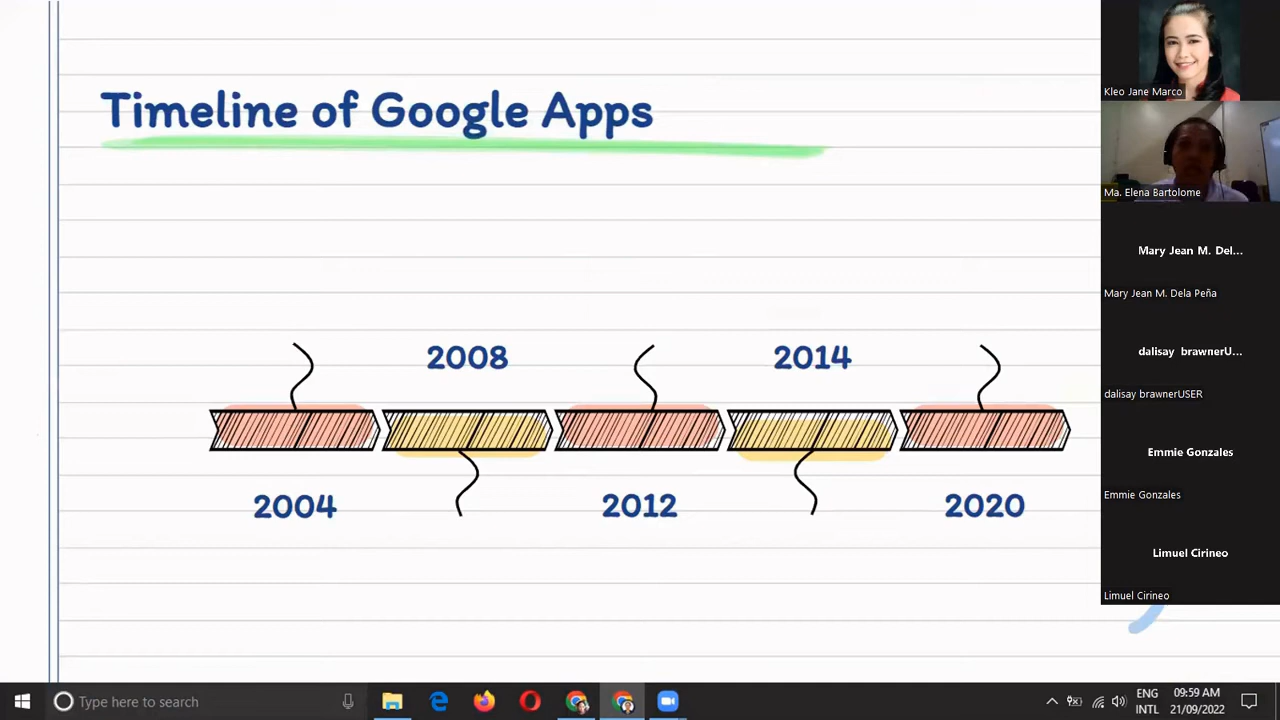 Timeline of Google Apps
2008
2014
2004
2012
2020
Kleo Jane Marco
Ma. Elena Bartolome
Mary Jean M. Del...
Mary Jean M. Dela Peña
dalisay brawnerU...
dalisay brawnerUSER
Emmie Gonzales
Emmie Gonzales
Limuel Cirineo
Limuel Cirineo
Type here to search
ENG
INTL
09:59 AM
21/09/2022